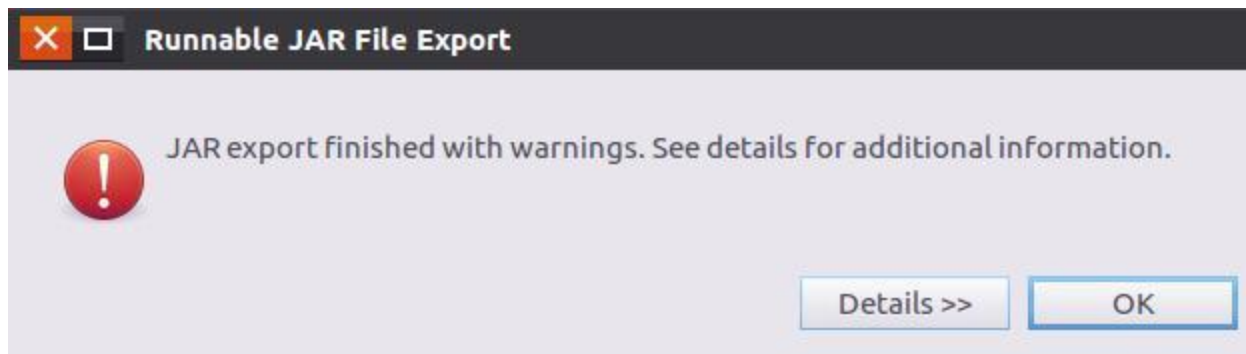 Runnable JAR File Export
JAR export finished with warnings. See details for additional information.
Details >>
OK